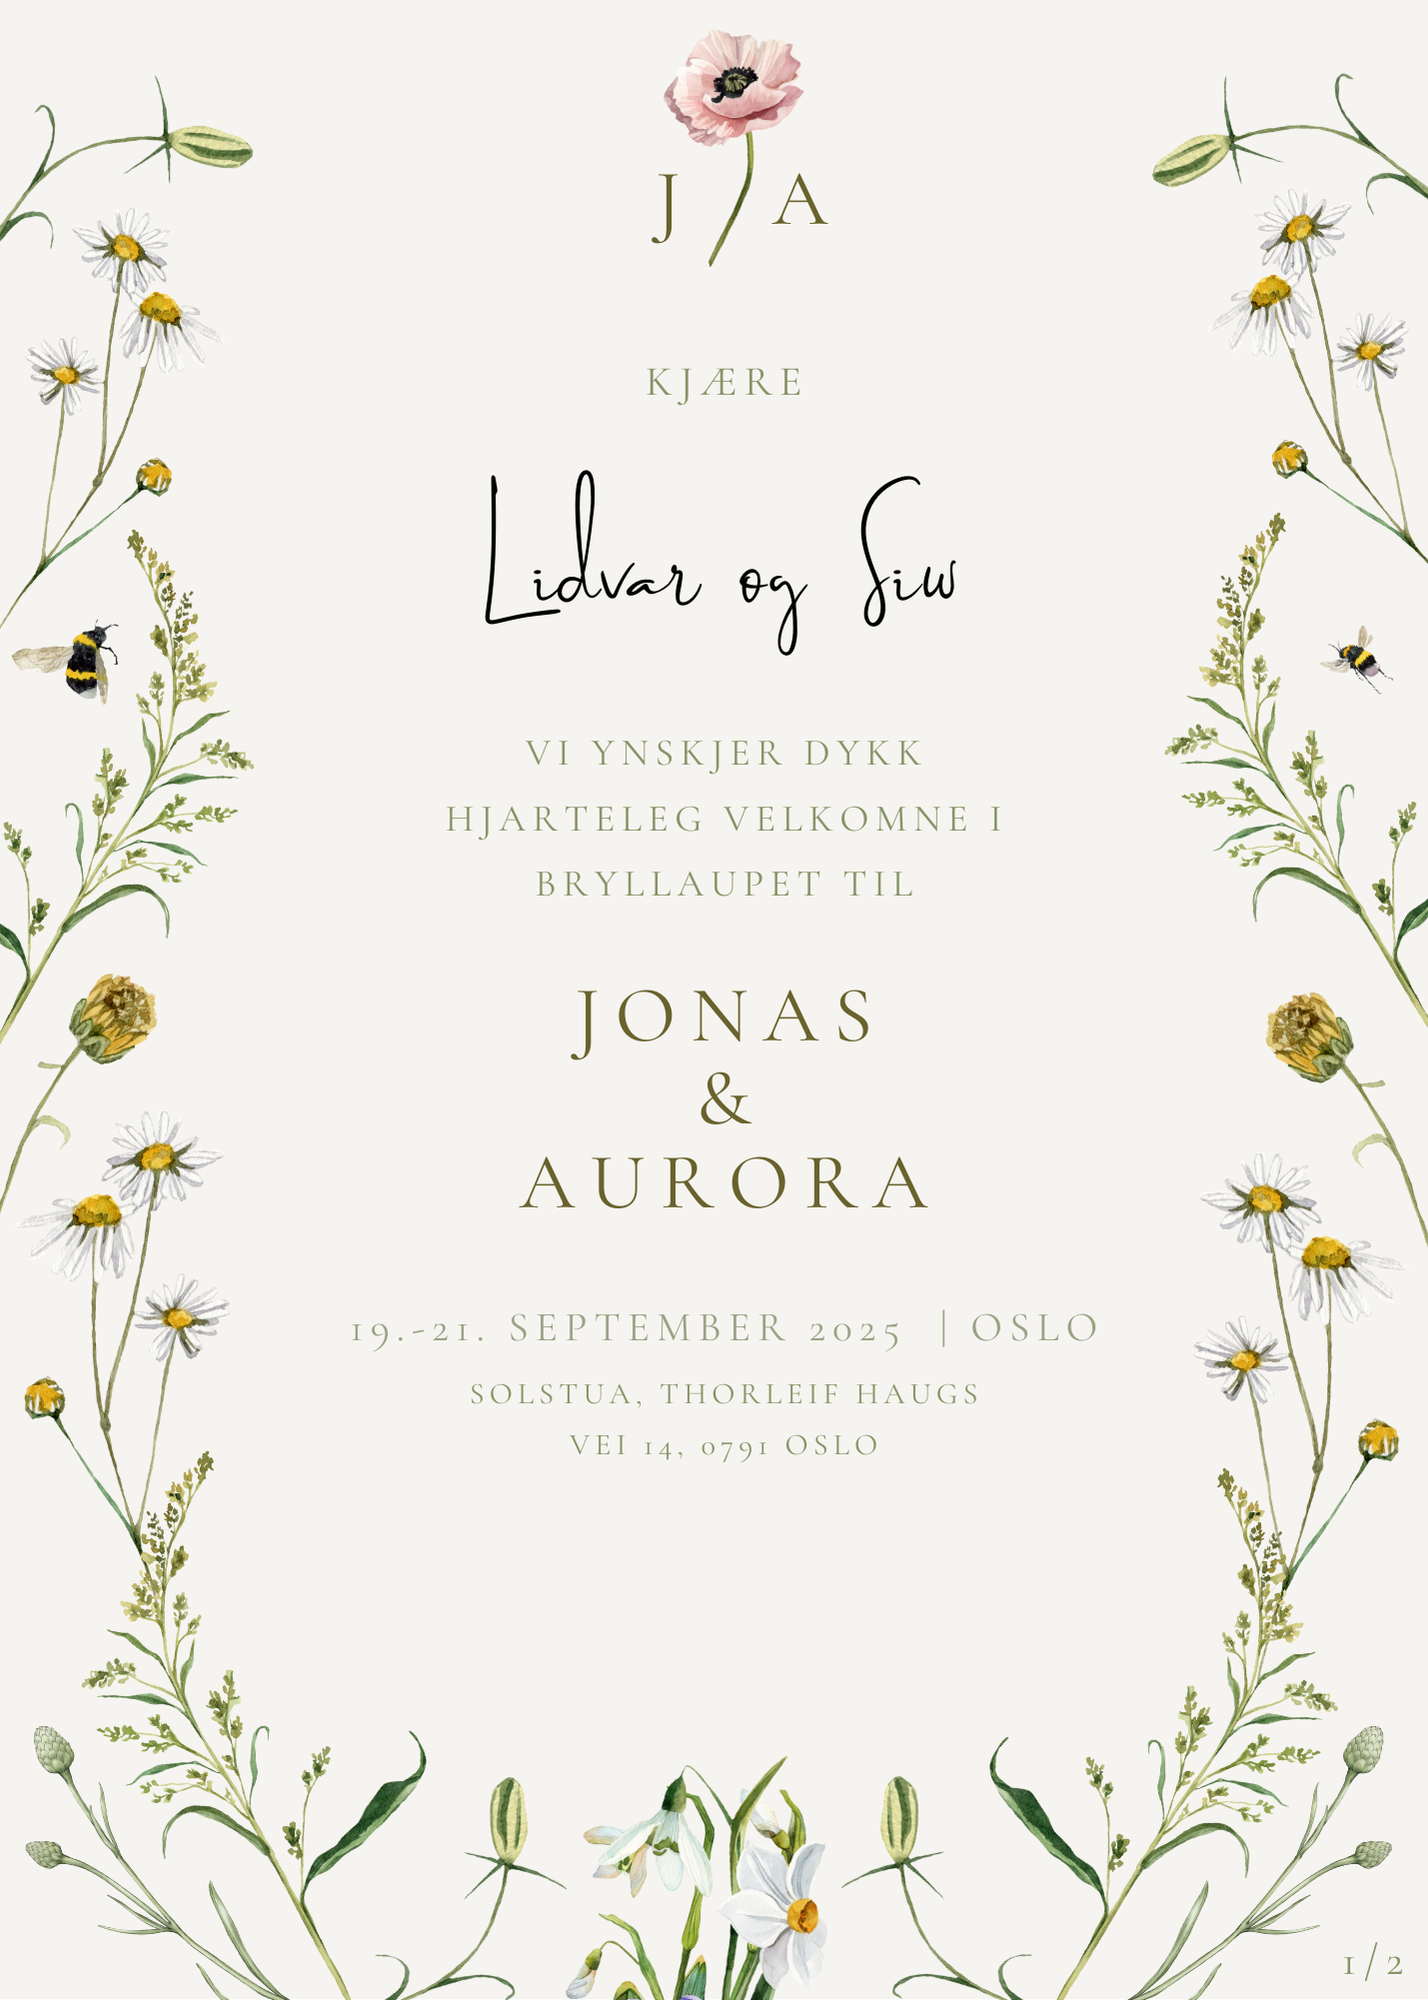 J A
KJÆRE
Lidvar og Siw
VI YNSKJER DYKK
HJARTELEG VELKOMNE I
BRYLLAUPET TIL
JONAS
&
AURORA
19.-21. SEPTEMBER 2025 | OSLO
SOLSTUA, THORLEIF HAUGS
VEI 14, 0791 OSLO
1/2